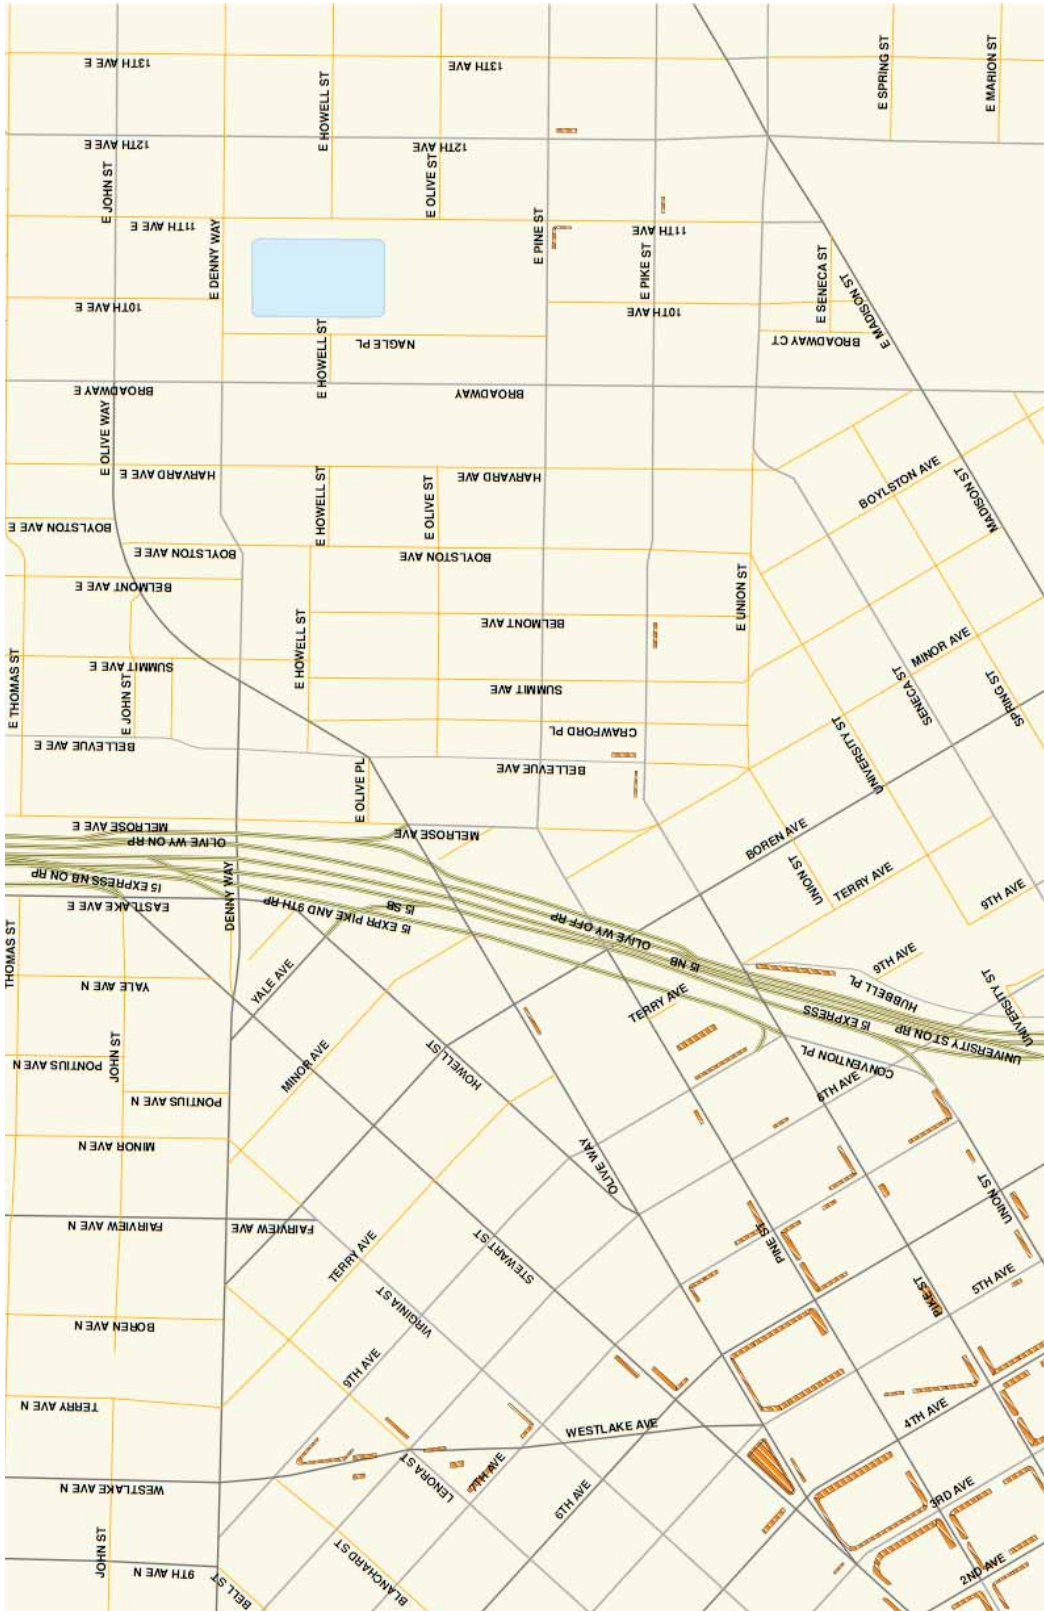 13TH AVE E
13TH AVE
E SPRING ST
E MARION ST
E HOWELL ST
12TH AVE E
12TH AVE
E JOHN ST
E OLIVE ST
11TH AVE E
E DENNY WAY
E PINE ST
11TH AVE
E PIKE ST
E SENECA ST
E MADISON ST
10TH AVE E
10TH AVE
E HOWELL ST
NAGLE PL
BROADWAY CT
BROADWAY E
BROADWAY
E OLIVE WAY
HARVARD AVE E
E HOWELL ST
E OLIVE ST
HARVARD AVE
BOYLSTON AVE
MADISON ST
BOYLSTON AVE E
BOYLSTON AVE E
BOYLSTON AVE
BELMONT AVE E
E UNION ST
E HOWELL ST
BELMONT AVE
MINOR AVE
E THOMAS ST
SUMMIT AVE E
E JOHN ST
SUMMIT AVE
SENECA ST
SPRING ST
BELLEVUE AVE E
CRAWFORD PL
UNIVERSITY ST
E OLIVE PL
BELLEVUE AVE
MELROSE AVE E
MELROSE AVE
OLIVE WY ON RP
BOREN AVE
I5 EXPRESS NB ON RP
UNION ST
TERRY AVE
EASTLAKE AVE E
DENNY WAY
I5 SB
I5 EXPR PIKE AND 9TH RP
OLIVE WY OFF RP
9TH AVE
THOMAS ST
YALE AVE
I5 NB
9TH AVE
HUBBELL PL
YALE AVE N
TERRY AVE
UNIVERSITY ST
I5 EXPRESS
UNIVERSITY ST ON RP
JOHN ST
PONTIUS AVE N
MINOR AVE
HOWELL ST
CONVENTION PL
8TH AVE
PONTIUS AVE N
MINOR AVE N
OLIVE WAY
FAIRVIEW AVE N
FAIRVIEW AVE
TERRY AVE
STEWART ST
PINE ST
UNION ST
VIRGINIA ST
PIKE ST
5TH AVE
BOREN AVE N
9TH AVE
TERRY AVE N
WESTLAKE AVE
4TH AVE
WESTLAKE AVE N
LENORA ST
7TH AVE
6TH AVE
3RD AVE
JOHN ST
9TH AVE N
BELL ST
BLANCHARD ST
2ND AVE